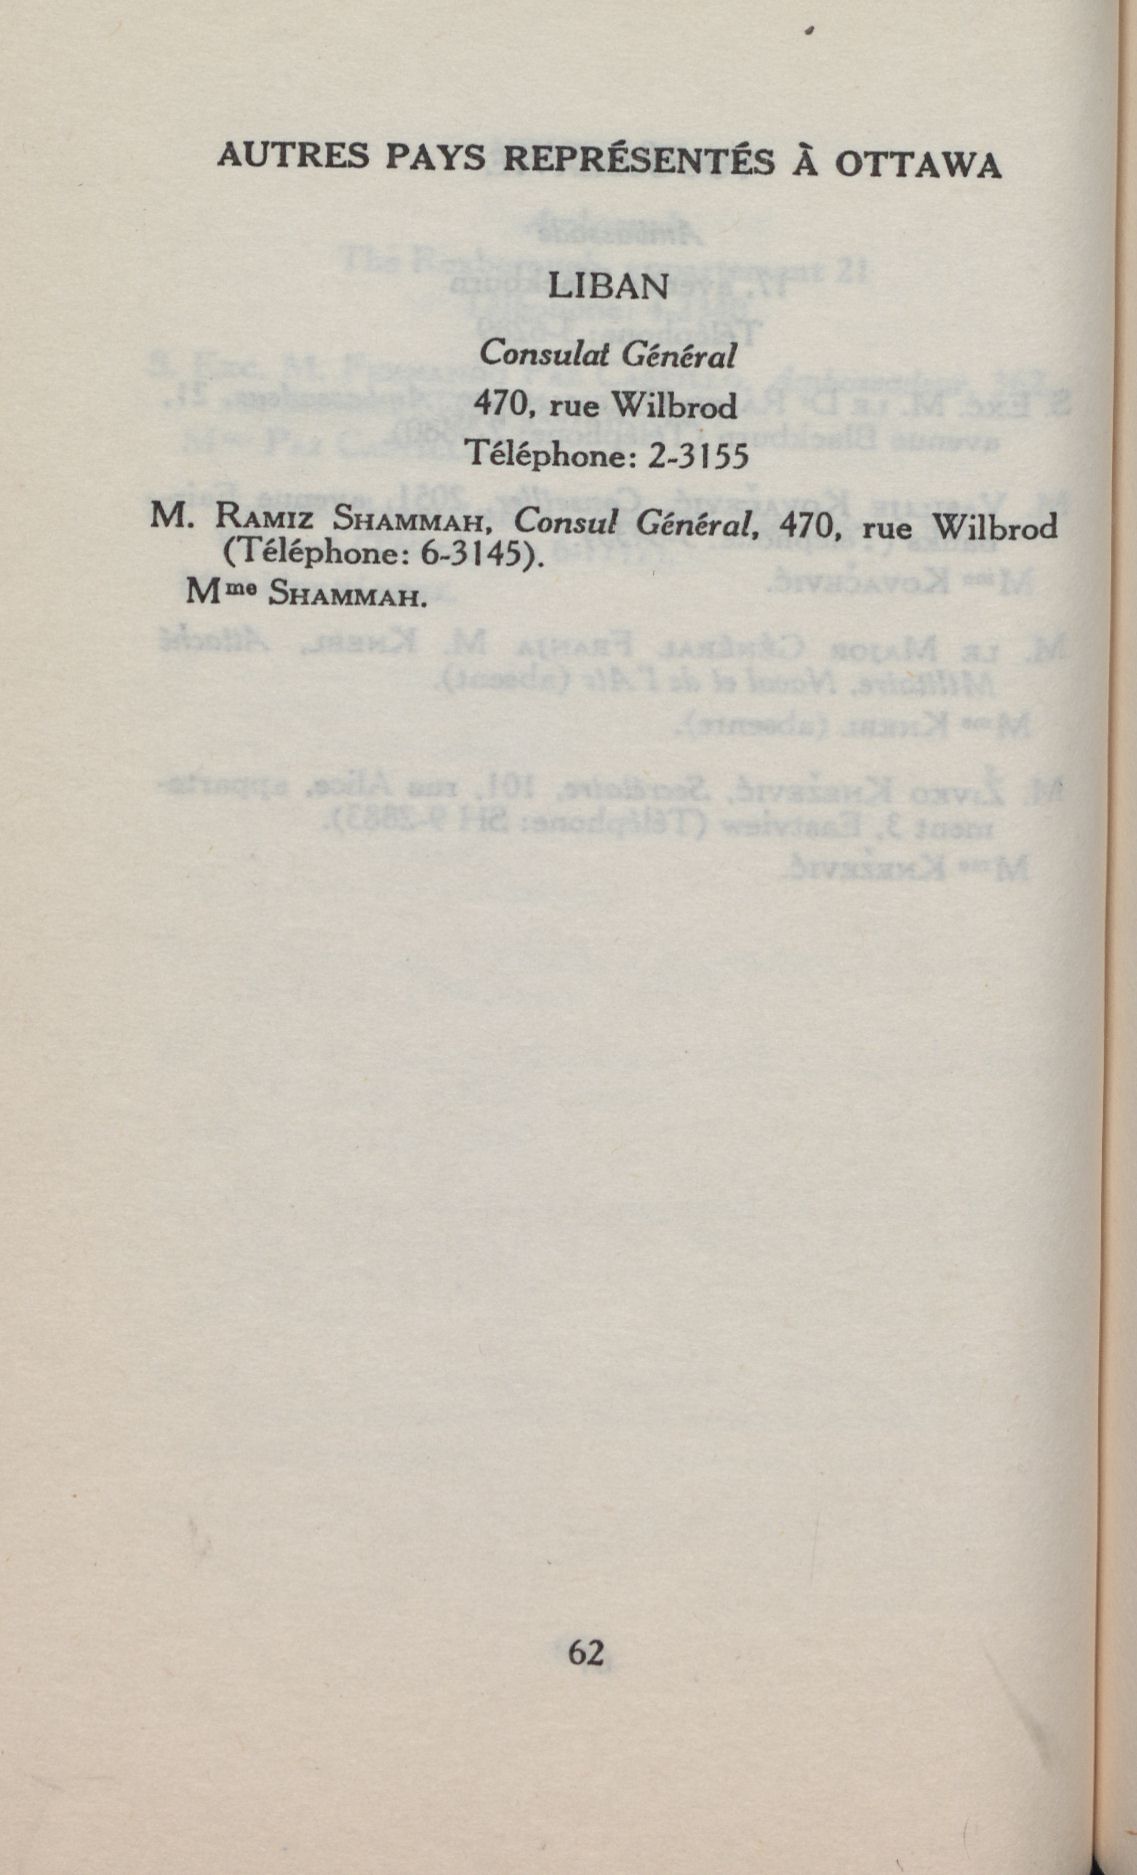 AUTRES PAYS REPRÉSENTÉS À OTTAWA
LIBAN
Consulat Général
470, rue Wilbrod
Téléphone: 2-3155
M. RAMIZ SHAMMAH, Consul Général, 470, rue Wilbrod
(Téléphone: 6-3145).
Mme SHAMMAH.
62